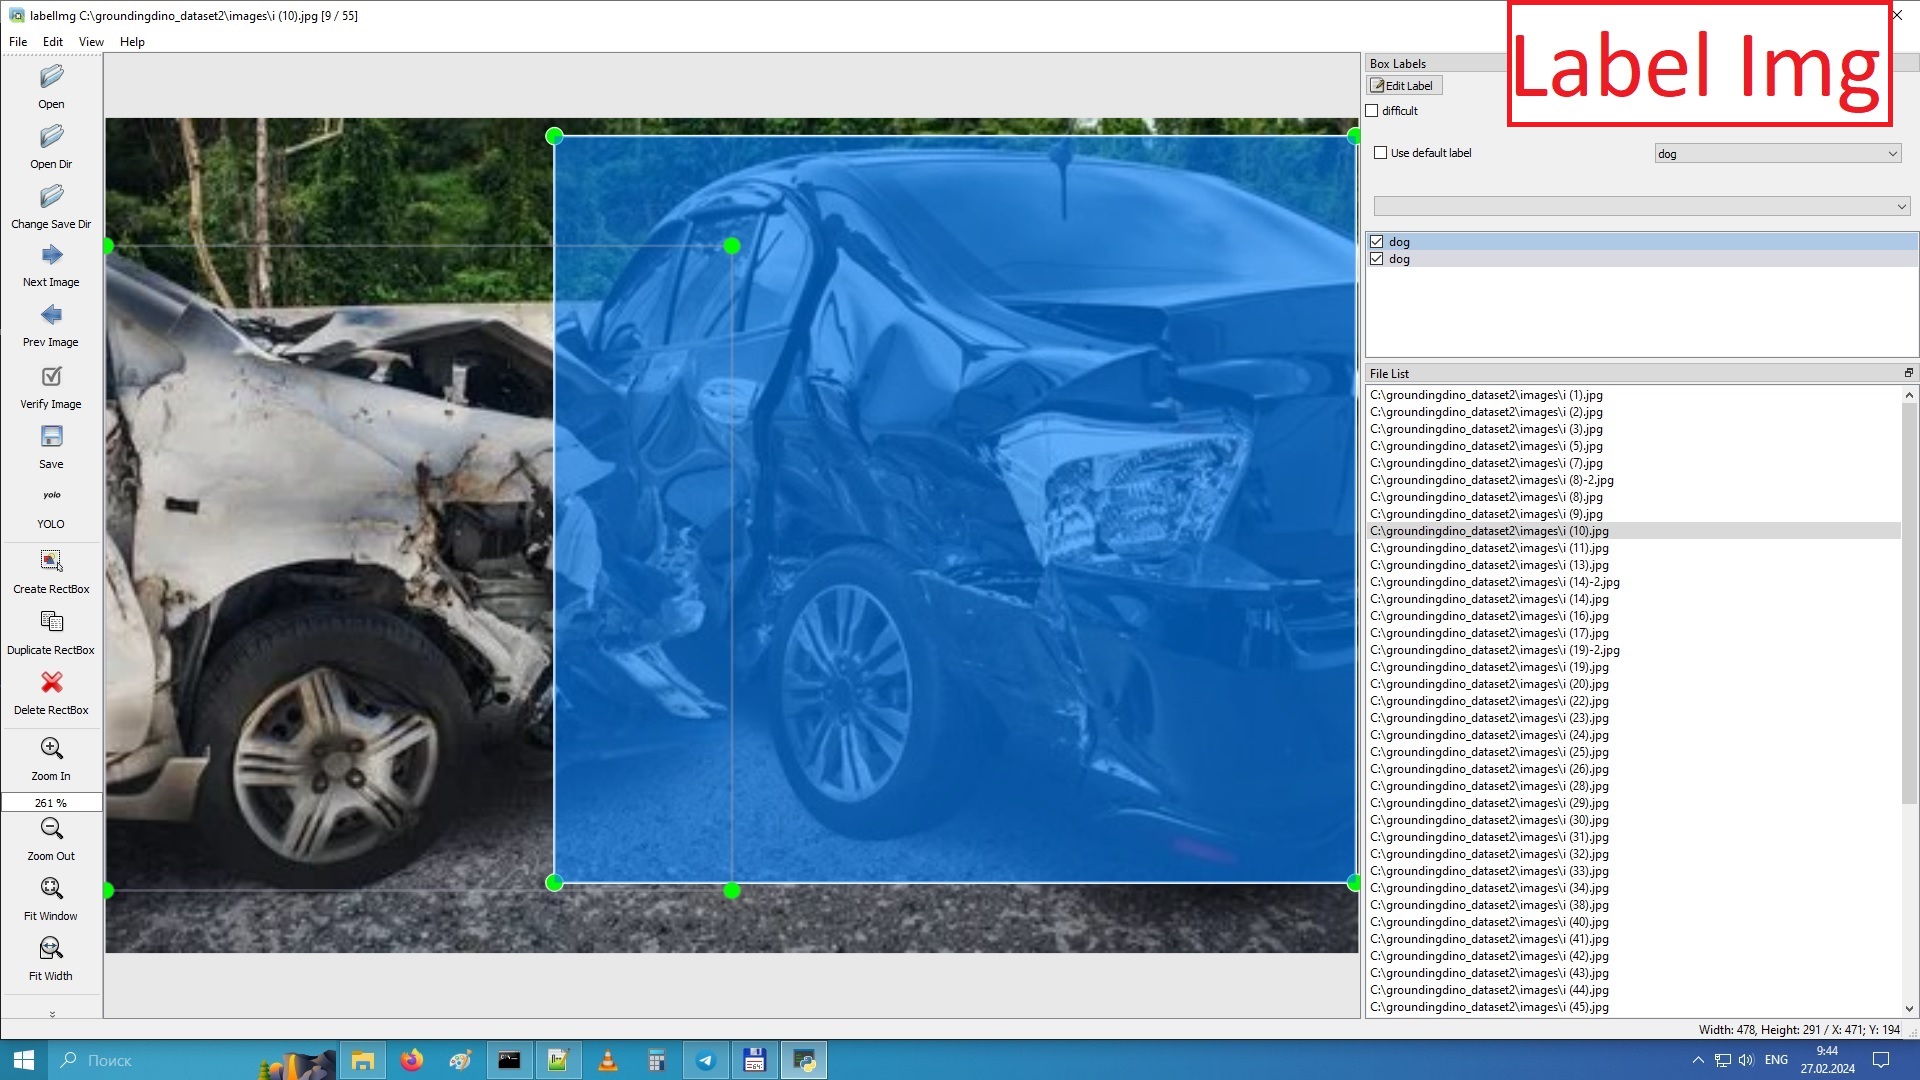 labelImg C:\groundingdino_dataset2\images\i (10).jpg [9 / 55]
File Edit View Help
Label Img
Open
Open Dir
Change Save Dir
Next Image
Prev Image
Verify Image
Save
yolo
YOLO
Create RectBox
Duplicate RectBox
Delete RectBox
Zoom In
261 %
Zoom Out
Fit Window
Fit Width
Box Labels
Edit Label
difficult
Use default label
dog
dog
dog
File List
C:\groundingdino_dataset2\images\i (1).jpg
C:\groundingdino_dataset2\images\i (2).jpg
C:\groundingdino_dataset2\images\i (3).jpg
C:\groundingdino_dataset2\images\i (5).jpg
C:\groundingdino_dataset2\images\i (7).jpg
C:\groundingdino_dataset2\images\i (8)-2.jpg
C:\groundingdino_dataset2\images\i (8).jpg
C:\groundingdino_dataset2\images\i (9).jpg
C:\groundingdino_dataset2\images\i (10).jpg
C:\groundingdino_dataset2\images\i (11).jpg
C:\groundingdino_dataset2\images\i (13).jpg
C:\groundingdino_dataset2\images\i (14)-2.jpg
C:\groundingdino_dataset2\images\i (14).jpg
C:\groundingdino_dataset2\images\i (16).jpg
C:\groundingdino_dataset2\images\i (17).jpg
C:\groundingdino_dataset2\images\i (19)-2.jpg
C:\groundingdino_dataset2\images\i (19).jpg
C:\groundingdino_dataset2\images\i (20).jpg
C:\groundingdino_dataset2\images\i (22).jpg
C:\groundingdino_dataset2\images\i (23).jpg
C:\groundingdino_dataset2\images\i (24).jpg
C:\groundingdino_dataset2\images\i (25).jpg
C:\groundingdino_dataset2\images\i (26).jpg
C:\groundingdino_dataset2\images\i (28).jpg
C:\groundingdino_dataset2\images\i (29).jpg
C:\groundingdino_dataset2\images\i (30).jpg
C:\groundingdino_dataset2\images\i (31).jpg
C:\groundingdino_dataset2\images\i (32).jpg
C:\groundingdino_dataset2\images\i (33).jpg
C:\groundingdino_dataset2\images\i (34).jpg
C:\groundingdino_dataset2\images\i (38).jpg
C:\groundingdino_dataset2\images\i (40).jpg
C:\groundingdino_dataset2\images\i (41).jpg
C:\groundingdino_dataset2\images\i (42).jpg
C:\groundingdino_dataset2\images\i (43).jpg
C:\groundingdino_dataset2\images\i (44).jpg
C:\groundingdino_dataset2\images\i (45).jpg
Width: 478, Height: 291 / X: 471; Y: 194
Поиск
ENG
9:44
27.02.2024